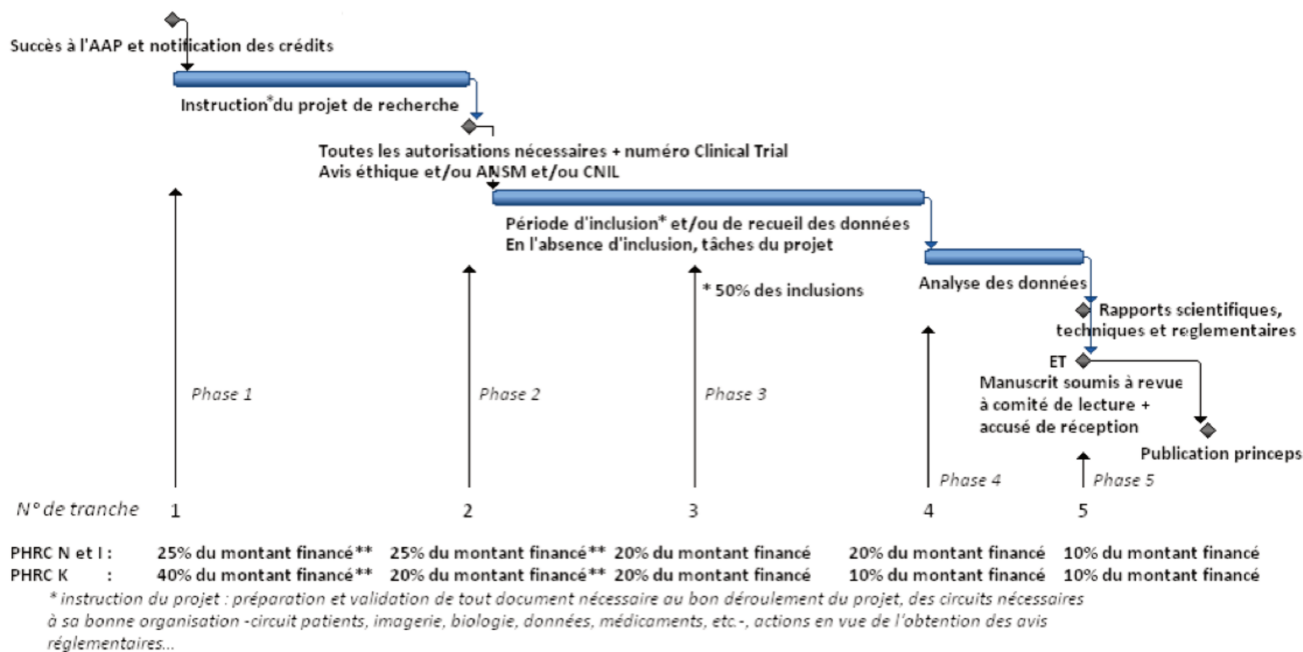 Succès à l'AAP et notification des crédits
Instruction*du projet de recherche
Toutes les autorisations nécessaires + numéro Clinical Trial
Avis éthique et/ou ANSM et/ou CNIL
Période d'inclusion* et/ou de recueil des données
En l'absence d'inclusion, tâches du projet
* 50% des inclusions
Analyse des données
Rapports scientifiques,
techniques et reglementaires
ET
Manuscrit soumis à revue
à comité de lecture +
accusé de réception
Publication princeps
Phase 1
Phase 2
Phase 3
Phase 4
Phase 5
N° de tranche 1 2 3 4 5
PHRC N et I : 25% du montant financé** 25% du montant financé** 20% du montant financé 20% du montant financé 10% du montant financé
PHRC K : 40% du montant financé** 20% du montant financé** 20% du montant financé 10% du montant financé 10% du montant financé
* instruction du projet : préparation et validation de tout document nécessaire au bon déroulement du projet, des circuits nécessaires
à sa bonne organisation -circuit patients, imagerie, biologie, données, médicaments, etc.-, actions en vue de l'obtention des avis
réglementaires...